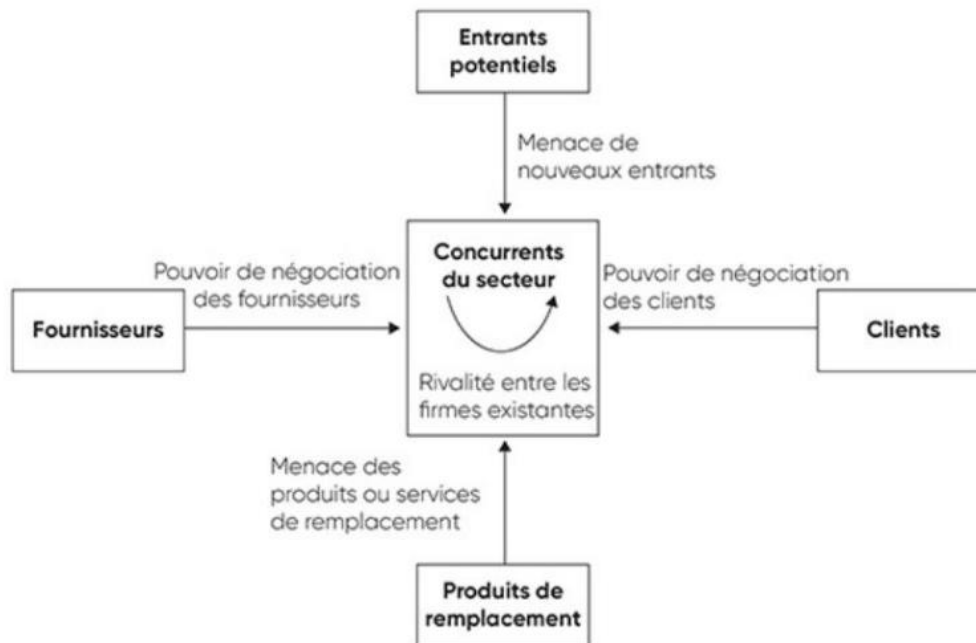 Entrants
potentiels
Menace de
nouveaux entrants
Concurrents
du secteur
Pouvoir de négociation
des fournisseurs
Pouvoir de négociation
des clients
Fournisseurs
Clients
Rivalité entre les
firmes existantes
Menace des
produits ou services
de remplacement
Produits de
remplacement